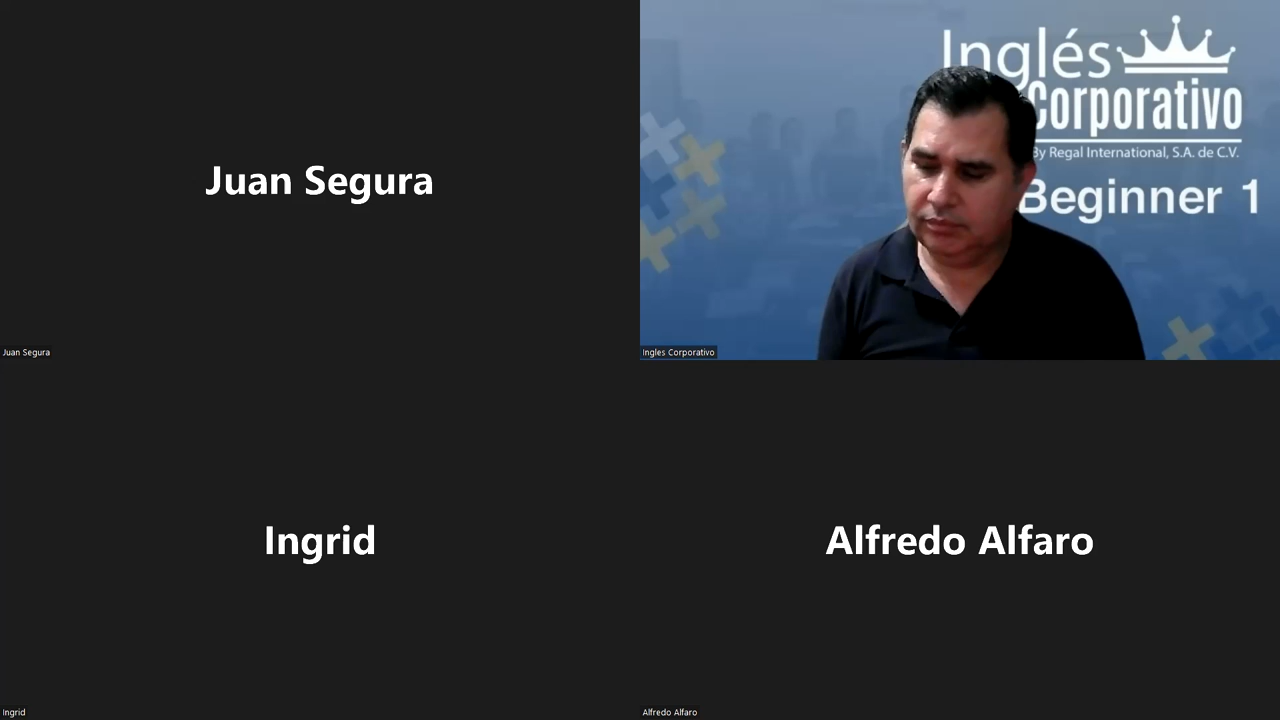 Juan Segura
Juan Segura
Inglés
Corporativo
By Regal International, S.A. de C.V.
Beginner 1
Ingles Corporativo
Ingrid
Ingrid
Alfredo Alfaro
Alfredo Alfaro